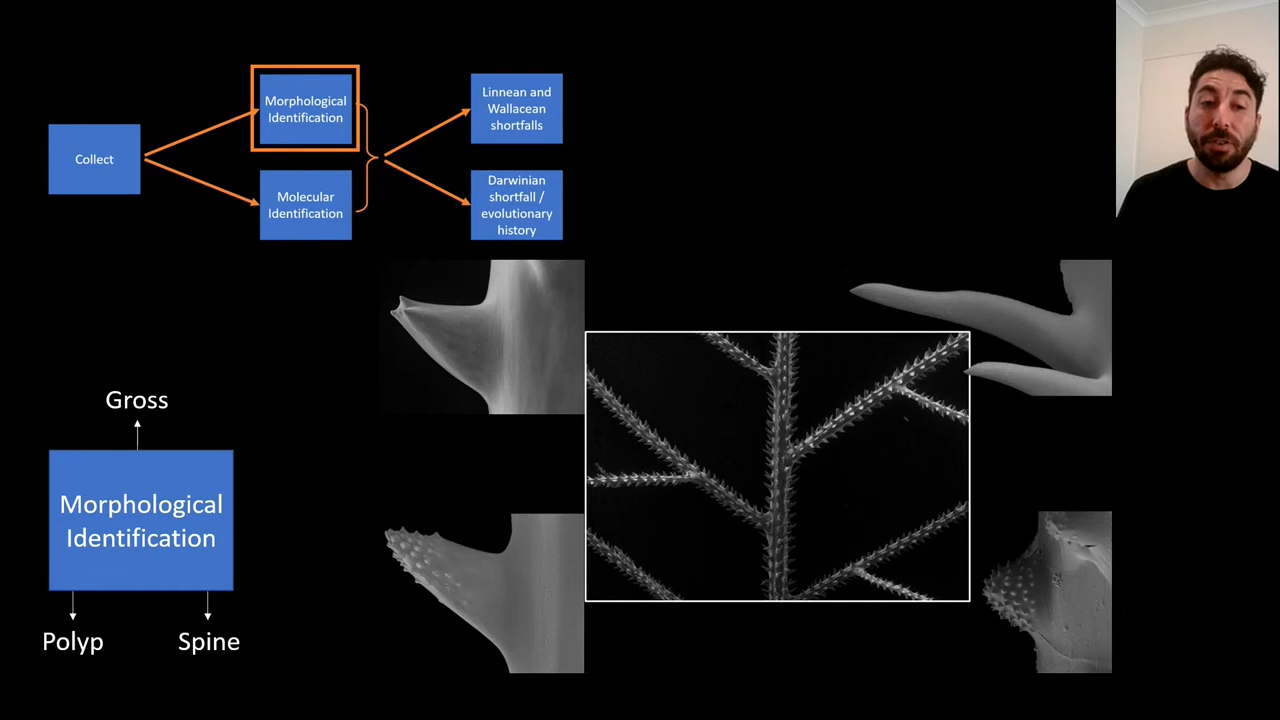 Collect
Morphological
Identification
Molecular
Identification
Linnean and
Wallacean
shortfalls
Darwinian
shortfall /
evolutionary
history
Gross
Morphological
Identification
Polyp
Spine